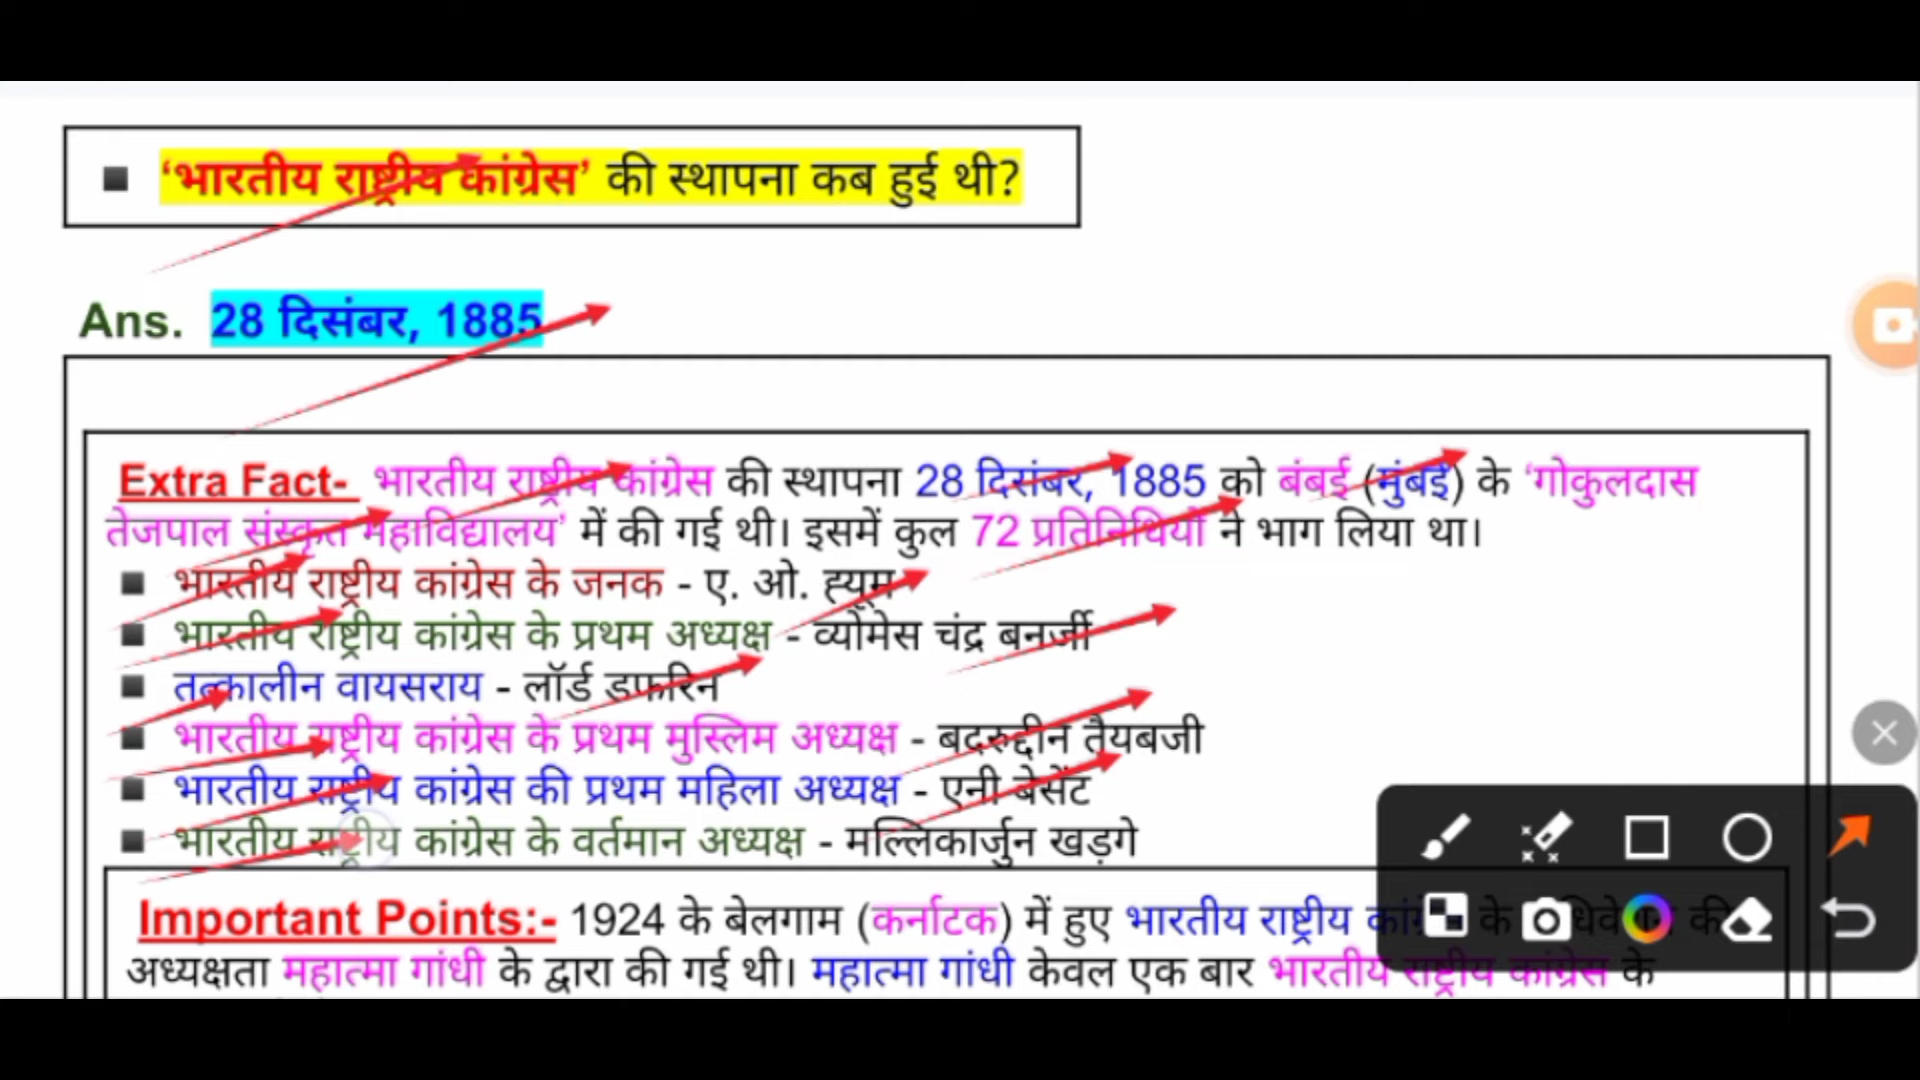 ‘भारतीय राष्ट्रीय कांग्रेस’ की स्थापना कब हुई थी?
Ans. 28 दिसंबर, 1885
Extra Fact- भारतीय राष्ट्रीय कांग्रेस की स्थापना 28 दिसंबर, 1885 को बंबई (मुंबई) के ‘गोकुलदास
तेजपाल संस्कृत महाविद्यालय’ में की गई थी। इसमें कुल 72 प्रतिनिधियों ने भाग लिया था।
भारतीय राष्ट्रीय कांग्रेस के जनक - ए. ओ. ह्यूम
भारतीय राष्ट्रीय कांग्रेस के प्रथम अध्यक्ष - व्योमेस चंद्र बनर्जी
तत्कालीन वायसराय - लॉर्ड डफरिन
भारतीय राष्ट्रीय कांग्रेस के प्रथम मुस्लिम अध्यक्ष - बदरुद्दीन तैयबजी
भारतीय राष्ट्रीय कांग्रेस की प्रथम महिला अध्यक्ष - एनी बेसेंट
भारतीय राष्ट्रीय कांग्रेस के वर्तमान अध्यक्ष - मल्लिकार्जुन खड़गे
Important Points:- 1924 के बेलगाम (कर्नाटक) में हुए भारतीय राष्ट्रीय के की
अध्यक्षता महात्मा गांधी के द्वारा की गई थी। महात्मा गांधी केवल एक बार भारतीय राष्ट्रीय कांग्रेस के